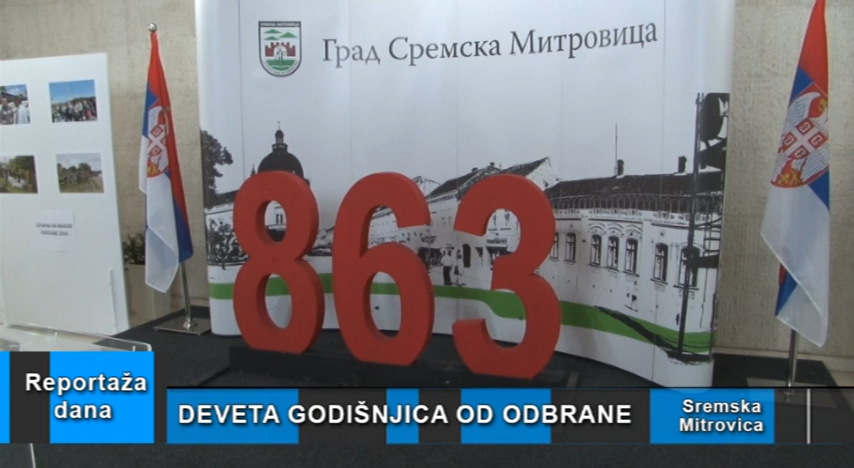 Град Сремска Митровица
863
Reportaža
dana
DEVETA GODIŠNJICA OD ODBRANE
Sremska
Mitrovica